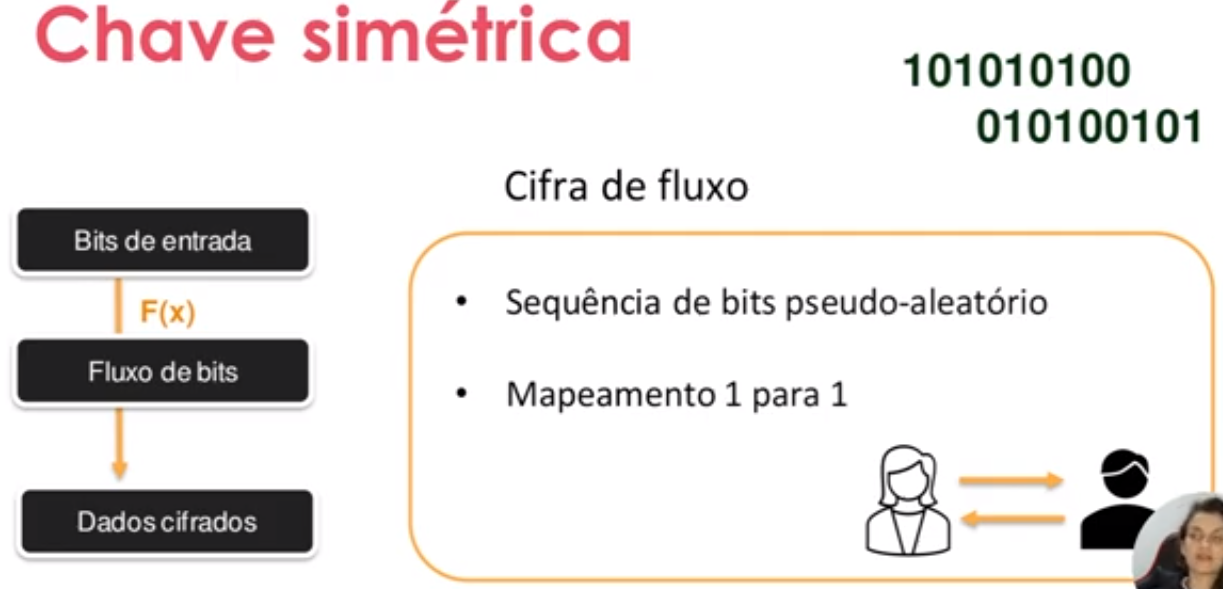 Chave simétrica
101010100
010100101
Cifra de fluxo
Bits de entrada
F(x)
Fluxo de bits
Dados cifrados
• Sequência de bits pseudo-aleatório
• Mapeamento 1 para 1